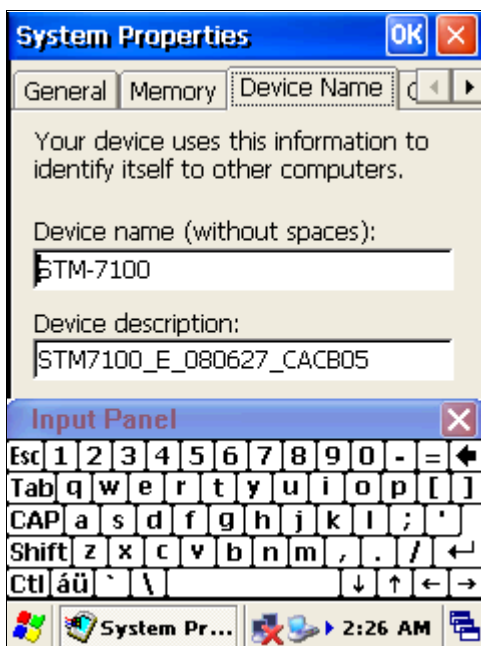 System Properties OK
General Memory Device Name
Your device uses this information to
identify itself to other computers.
Device name (without spaces):
STM-7100
Device description:
STM7100_E_080627_CACB05
Input Panel
Esc 1 2 3 4 5 6 7 8 9 0 - =
Tab q w e r t y u i o p [ ]
CAP a s d f g h j k l ; '
Shift z x c v b n m , . /
Ctl áü ` \
System Pr... 2:26 AM